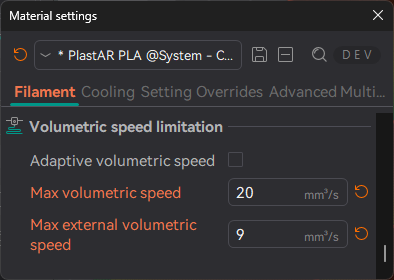 Material settings
* PlastAR PLA @System - C...
DEV
Filament Cooling Setting Overrides Advanced Multi...
Volumetric speed limitation
Adaptive volumetric speed
Max volumetric speed 20 mm³/s
Max external volumetric 9 mm³/s
speed